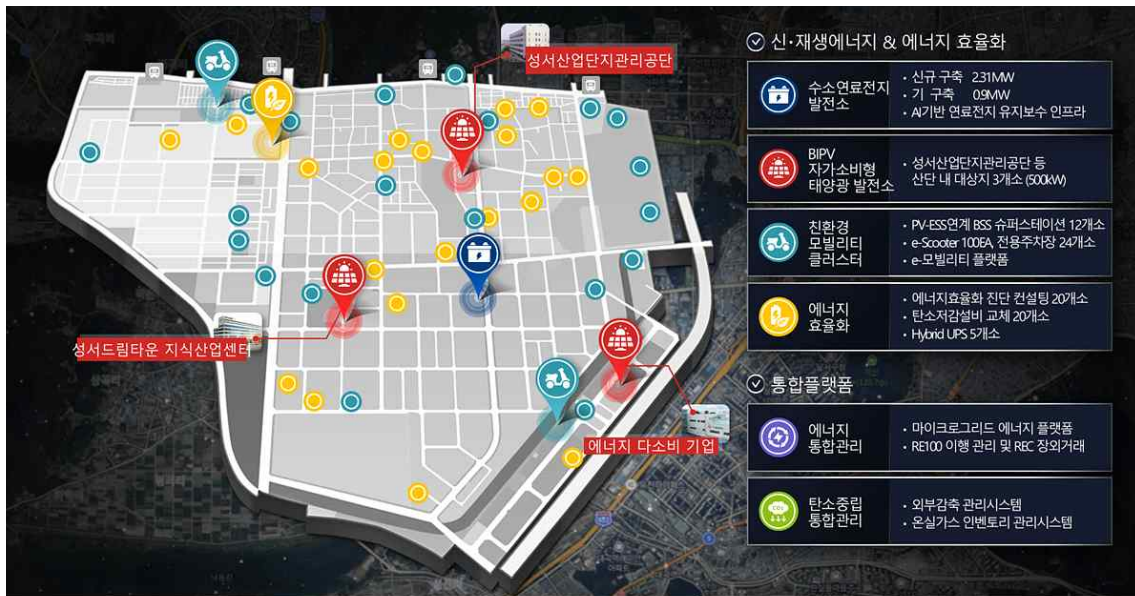 성서산업단지관리공단
성서드림타운 지식산업센터
에너지 다소비 기업
신·재생에너지 & 에너지 효율화
수소연료전지
발전소
• 신규 구축 2.31MW
• 기 구축 0.9MW
• AI기반 연료전지 유지보수 인프라
BIPV
자가소비형
태양광 발전소
• 성서산업단지관리공단 등
산단 내 대상지 3개소 (500kW)
친환경
모빌리티
클러스터
• PV-ESS연계 BSS 슈퍼스테이션 12개소
• e-Scooter 100EA, 전용주차장 24개소
• e-모빌리티 플랫폼
에너지
효율화
• 에너지효율화 진단 컨설팅 20개소
• 탄소저감설비 교체 20개소
• Hybrid UPS 5개소
통합플랫폼
에너지
통합관리
• 마이크로그리드 에너지 플랫폼
• RE100 이행 관리 및 REC 장외거래
CO₂
탄소중립
통합관리
• 외부감축 관리시스템
• 온실가스 인벤토리 관리시스템